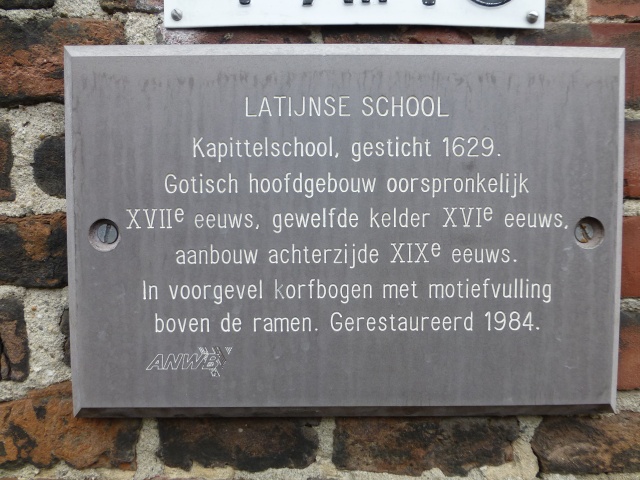 LATIJNSE SCHOOL
Kapittelschool, gesticht 1629.
Gotisch hoofdgebouw oorspronkelijk
XVIIe eeuws, gewelfde kelder XVIe eeuws,
aanbouw achterzijde XIXe eeuws.
In voorgevel korfbogen met motiefvulling
boven de ramen. Gerestaureerd 1984.
ANWB